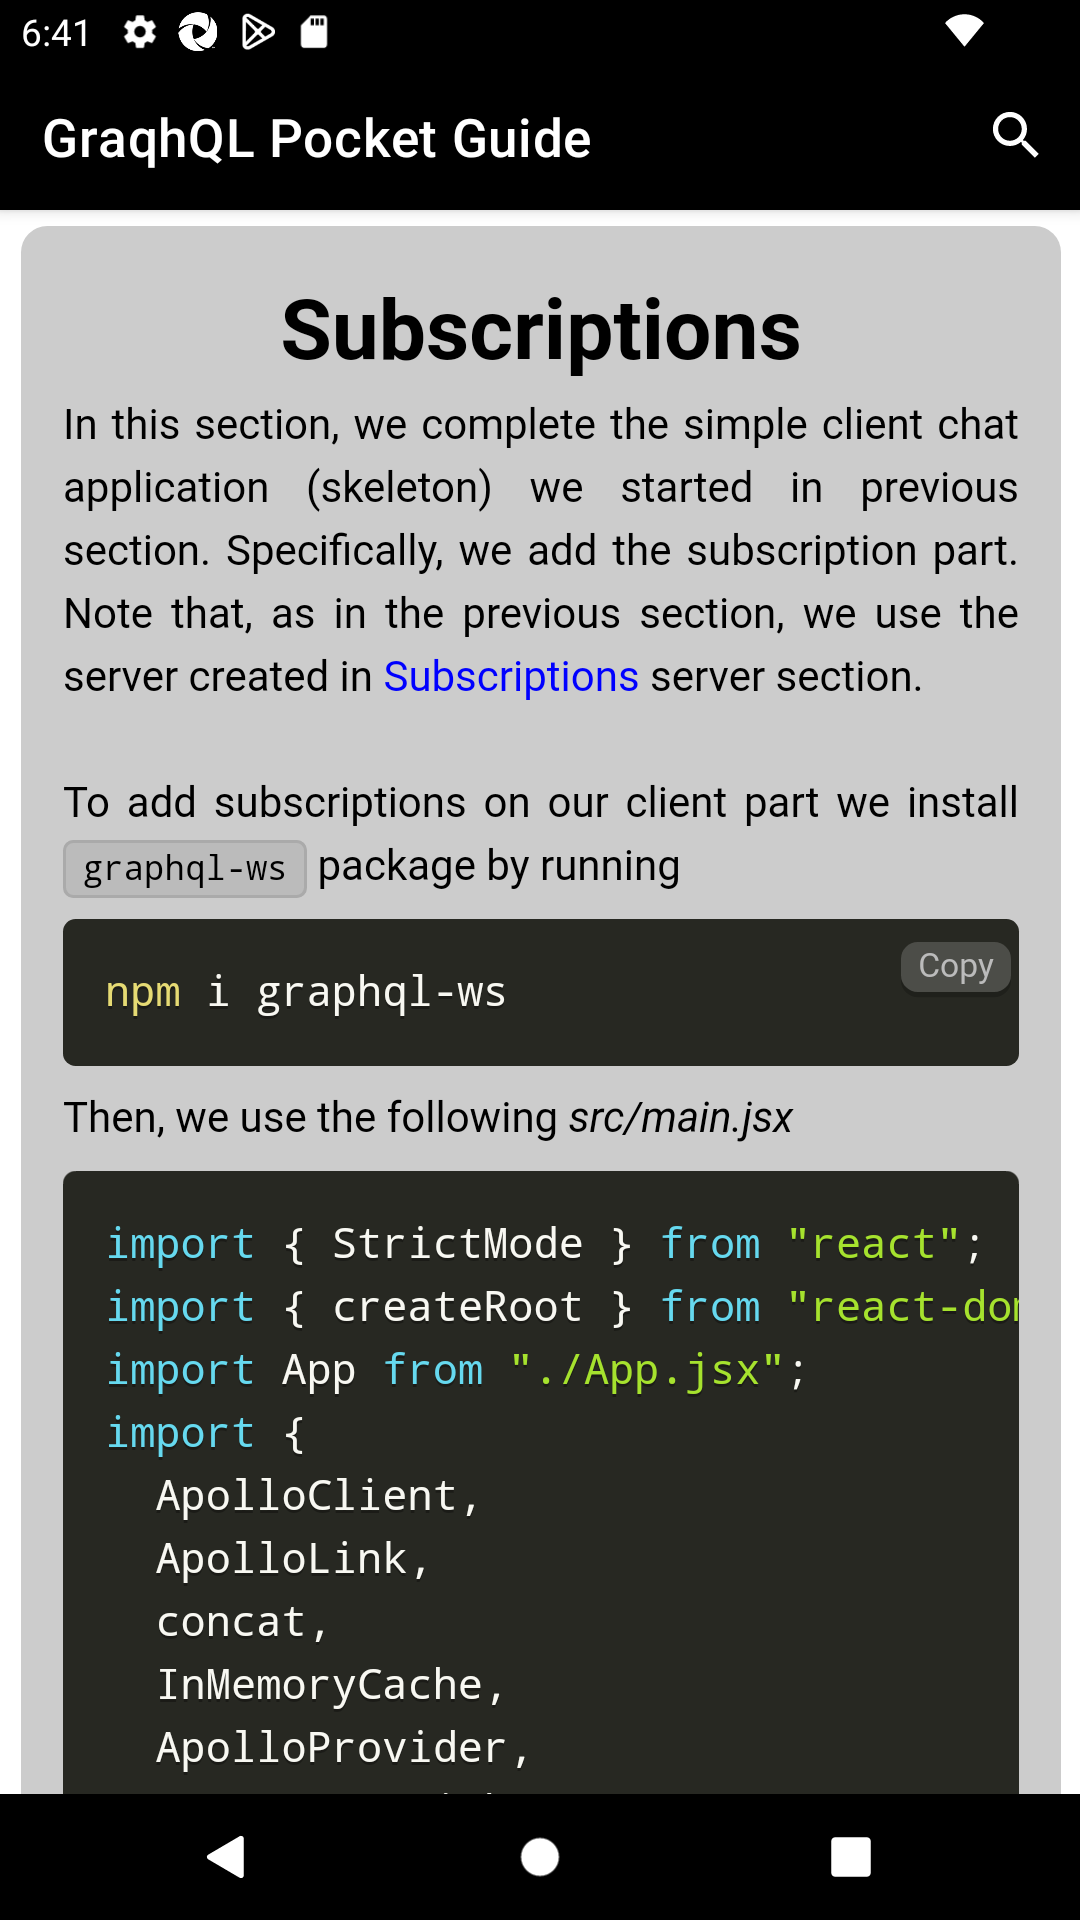 6:41
GraqhQL Pocket Guide
Subscriptions
In this section, we complete the simple client chat
application (skeleton) we started in previous
section. Specifically, we add the subscription part.
Note that, as in the previous section, we use the
server created in Subscriptions server section.
To add subscriptions on our client part we install
graphql-ws package by running
Copy
npm i graphql-ws
Then, we use the following src/main.jsx
import { StrictMode } from "react";
import { createRoot } from "react-dom
import App from "./App.jsx";
import {
ApolloClient,
ApolloLink,
concat,
InMemoryCache,
ApolloProvider,